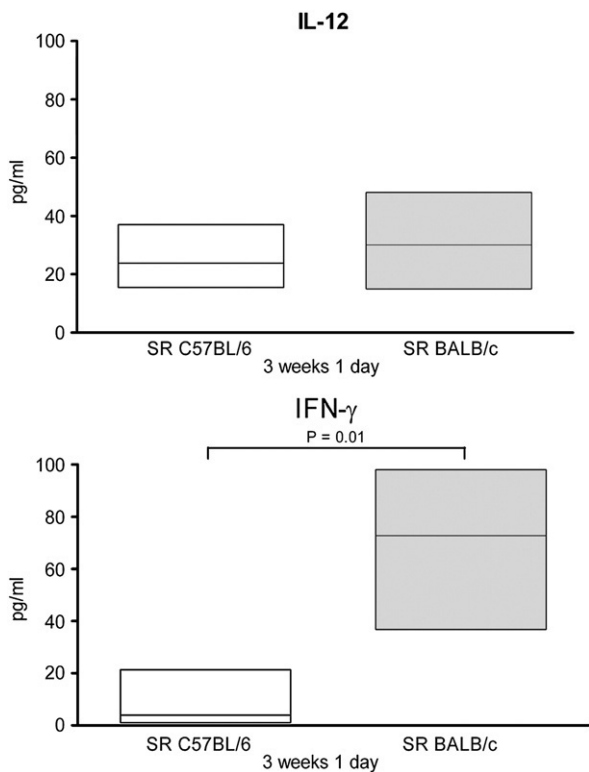 IL-12
100
80
60
40
20
0
pg/ml
SR C57BL/6 SR BALB/c
3 weeks 1 day
IFN-γ
P = 0.01
100
80
60
40
20
0
pg/ml
SR C57BL/6 SR BALB/c
3 weeks 1 day